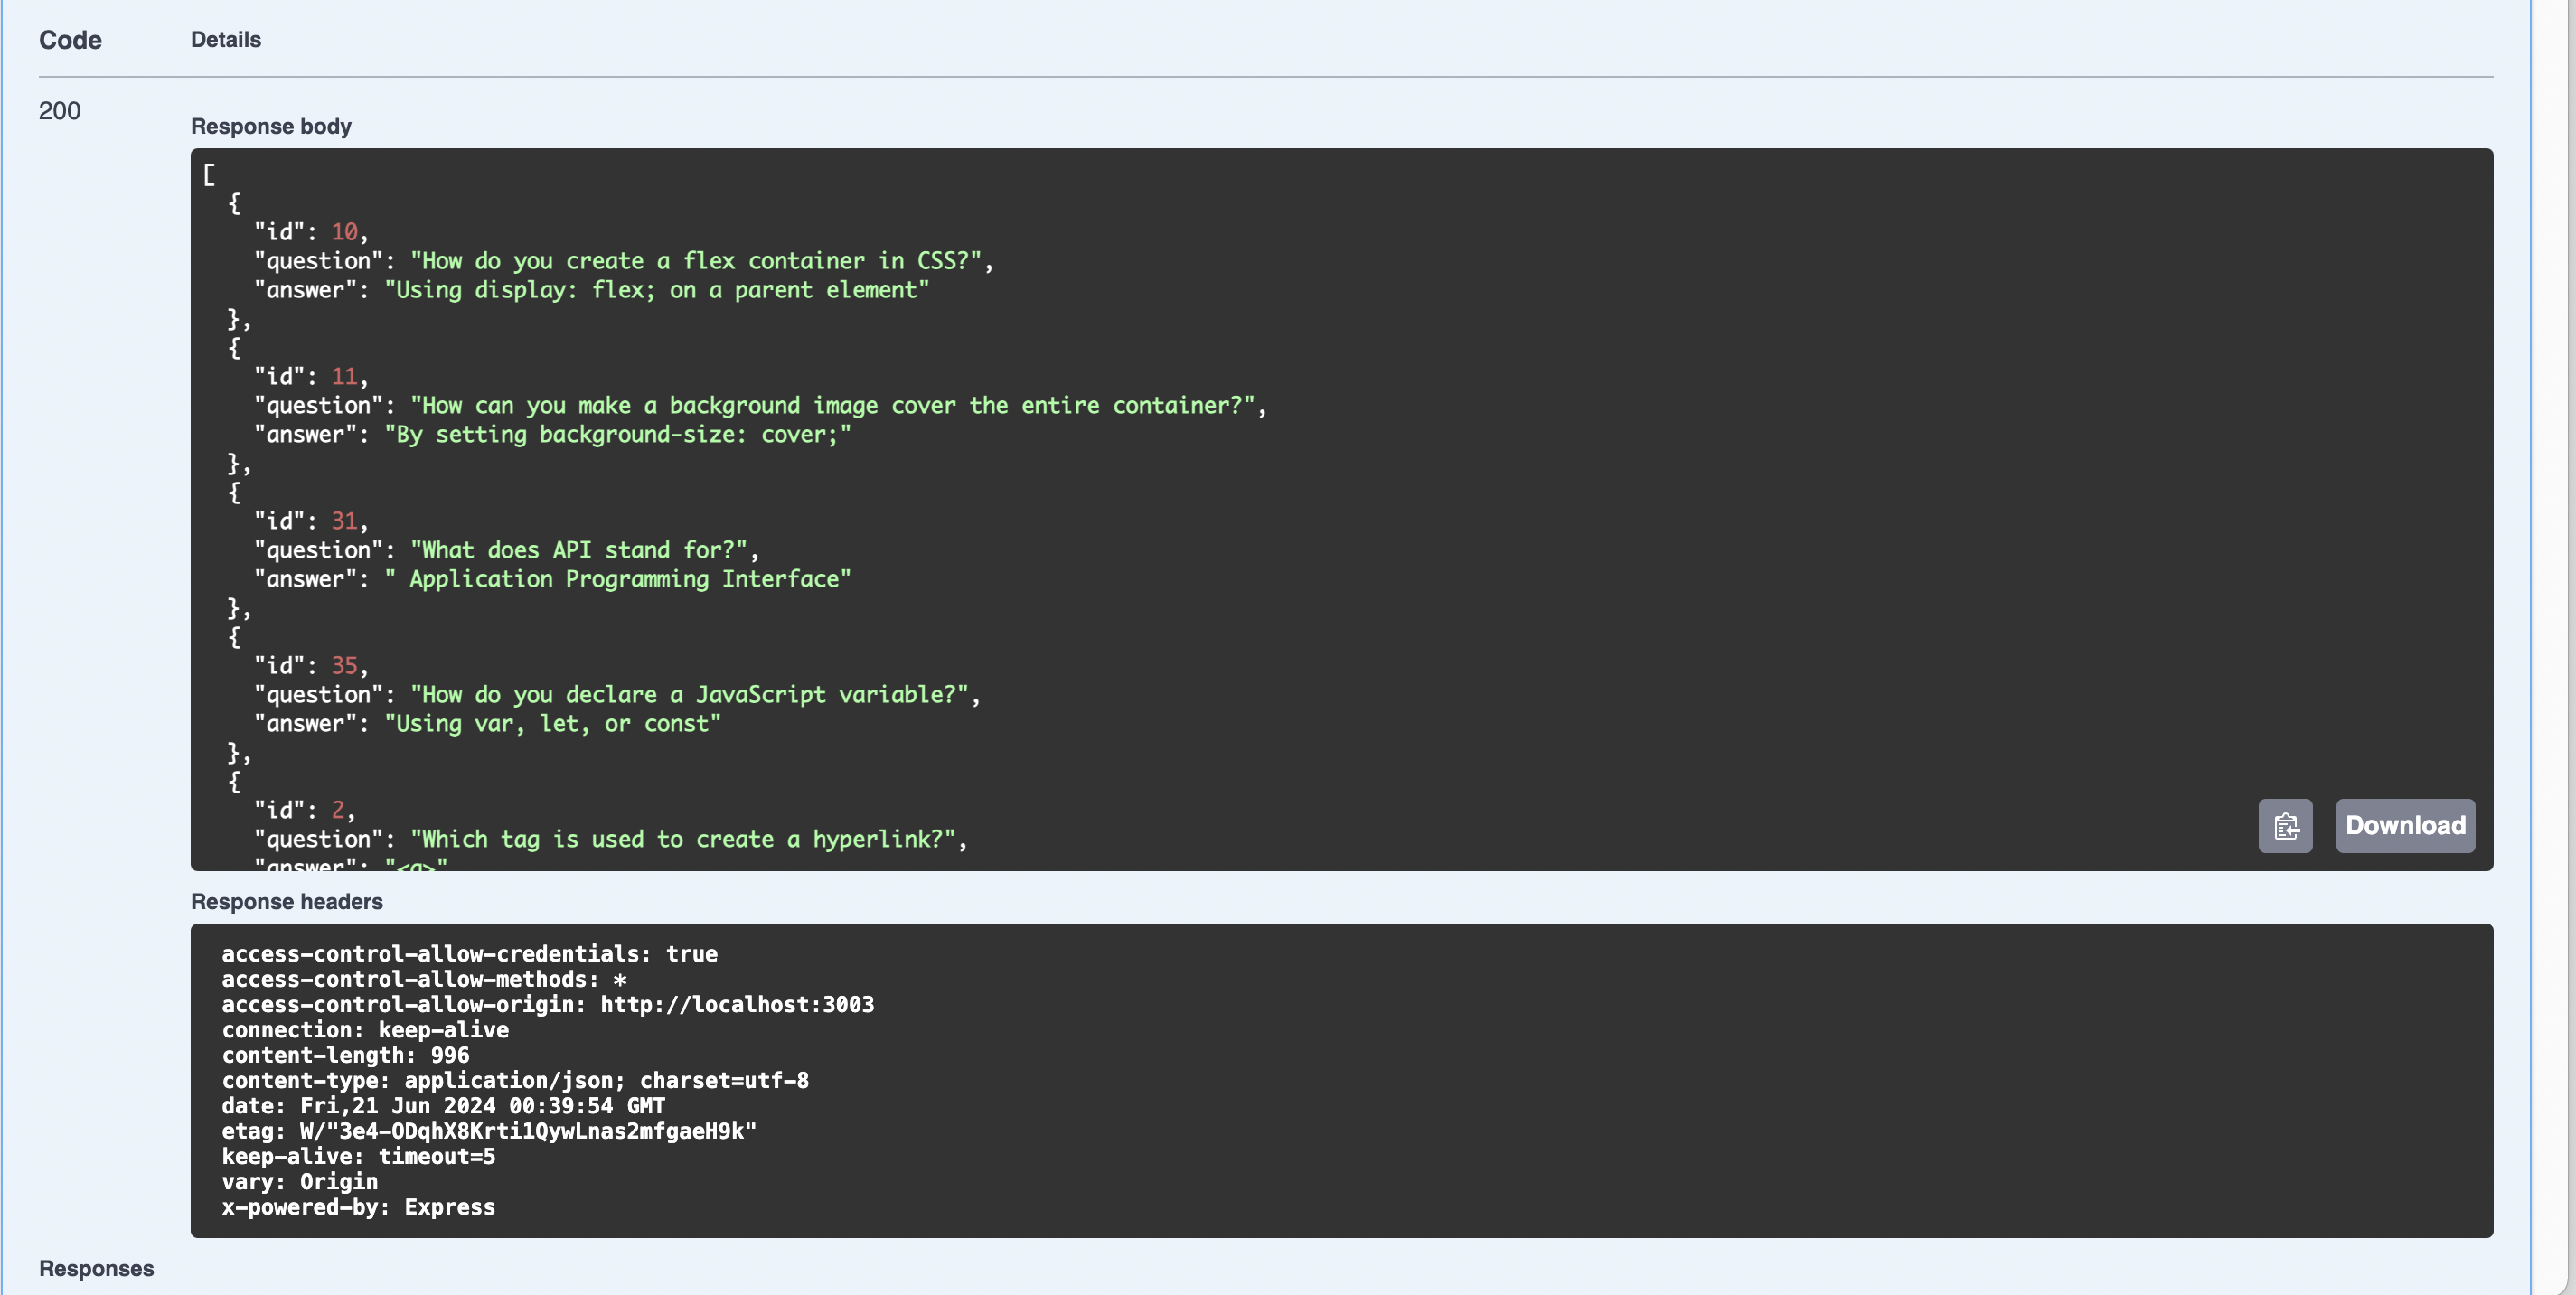 Code Details
200
Response body
[
  {
    "id": 10,
    "question": "How do you create a flex container in CSS?",
    "answer": "Using display: flex; on a parent element"
  },
  {
    "id": 11,
    "question": "How can you make a background image cover the entire container?",
    "answer": "By setting background-size: cover;"
  },
  {
    "id": 31,
    "question": "What does API stand for?",
    "answer": " Application Programming Interface"
  },
  {
    "id": 35,
    "question": "How do you declare a JavaScript variable?",
    "answer": "Using var, let, or const"
  },
  {
    "id": 2,
    "question": "Which tag is used to create a hyperlink?",
    "answer": "<a>"
Download
Response headers
access-control-allow-credentials: true
access-control-allow-methods: *
access-control-allow-origin: http://localhost:3003
connection: keep-alive
content-length: 996
content-type: application/json; charset=utf-8
date: Fri,21 Jun 2024 00:39:54 GMT
etag: W/"3e4-ODqhX8Krti1QywLnas2mfgaeH9k"
keep-alive: timeout=5
vary: Origin
x-powered-by: Express
Responses